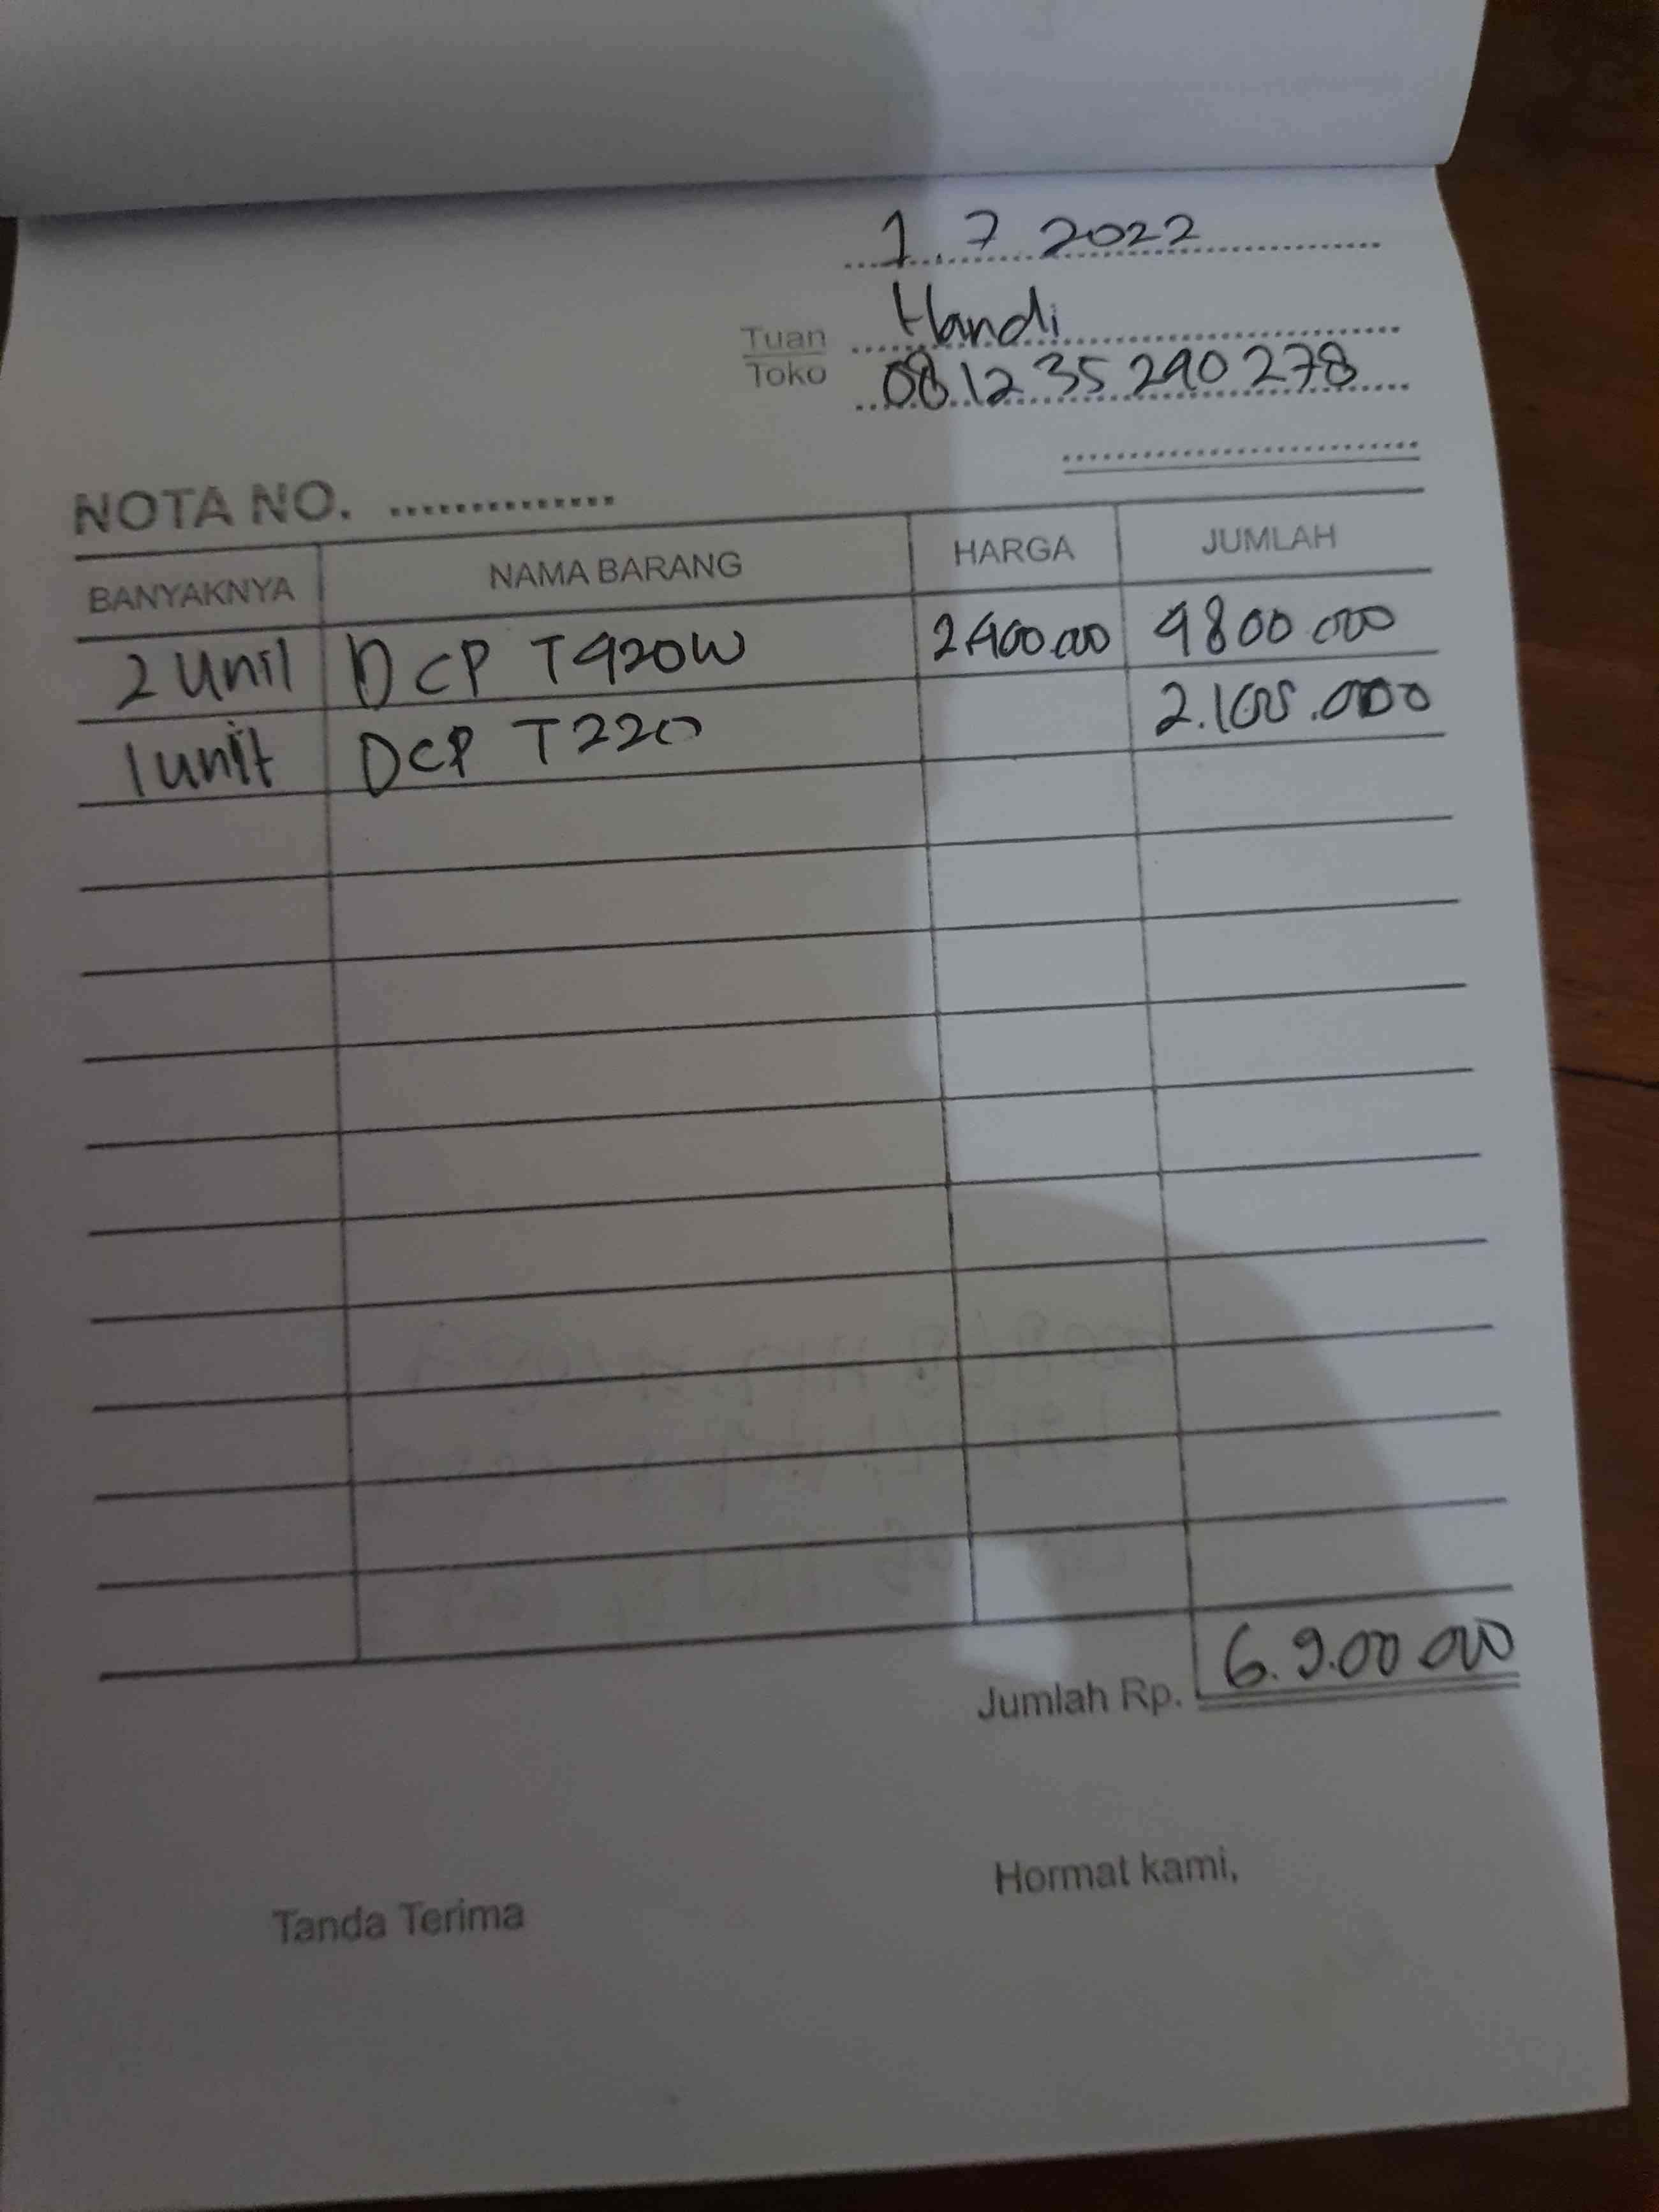 1. 7 2022
Tuan Handi
Toko 081235290278
NOTA NO. ..............
BANYAKNYA NAMA BARANG HARGA JUMLAH
2 Unit DCP T420W 2400.000 4800.000
1 unit DCP T220 2.100.000
Jumlah Rp. 6.900.000
Tanda Terima Hormat kami,